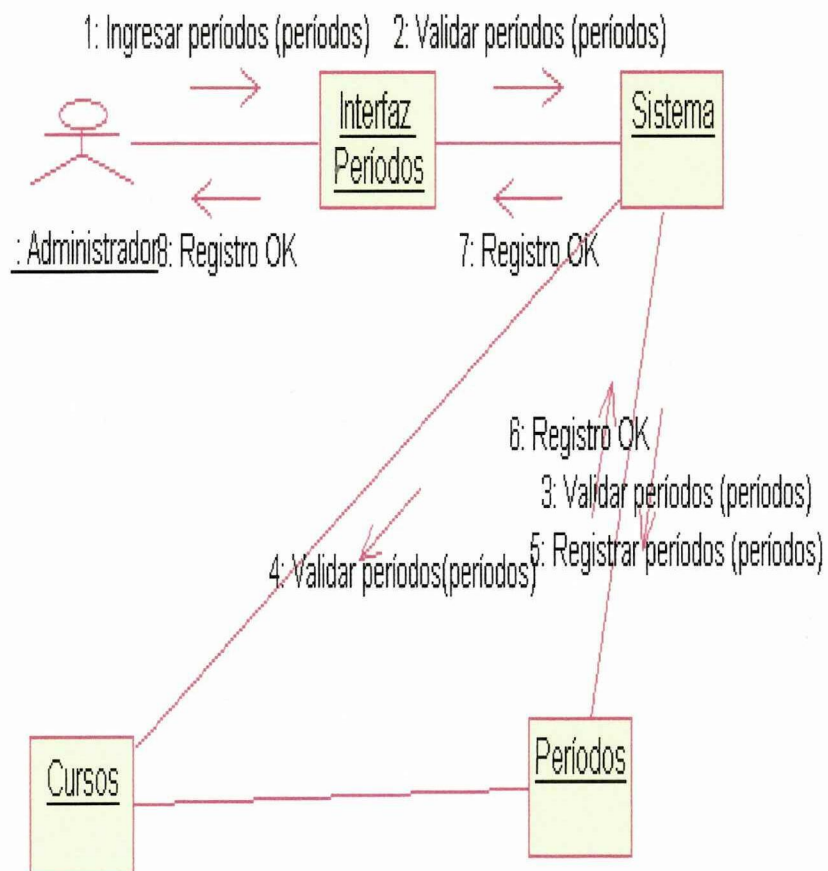 1: Ingresar períodos (períodos)
2: Validar períodos (períodos)
Interfaz
Períodos
Sistema
: Administrador
8: Registro OK
7: Registro OK
6: Registro OK
3: Validar períodos (períodos)
5: Registrar períodos (períodos)
4: Validar períodos(períodos)
Cursos
Períodos